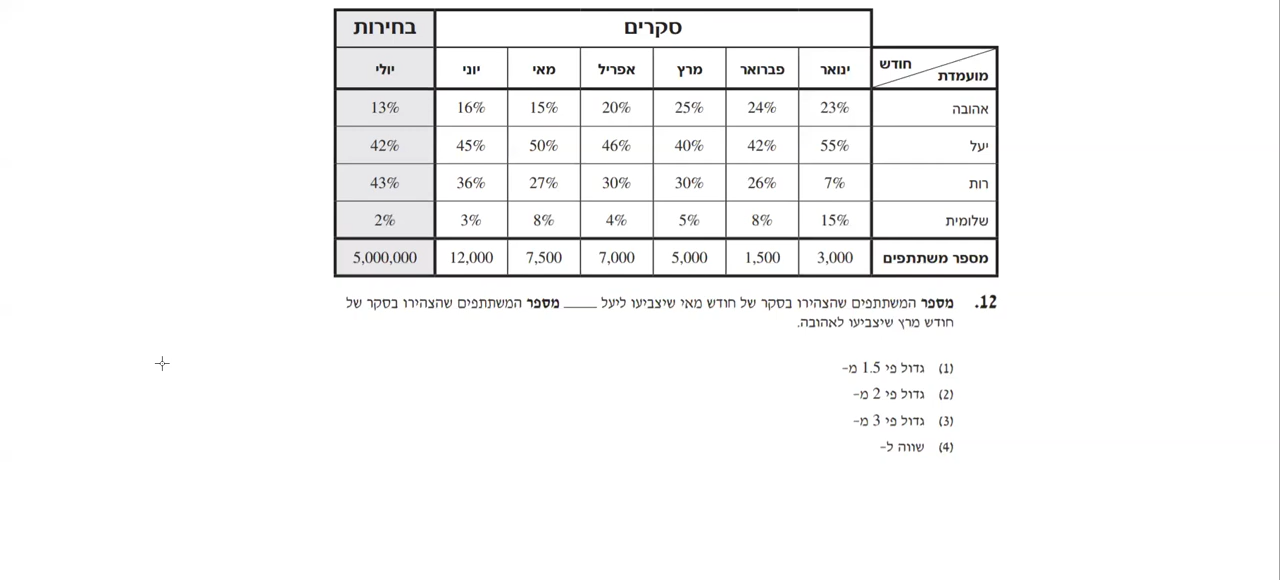 סקרים בחירות
חודש
מועמדת ינואר פברואר מרץ אפריל מאי יוני יולי
אהובה 23% 24% 25% 20% 15% 16% 13%
יעל 55% 42% 40% 46% 50% 45% 42%
רות 7% 26% 30% 30% 27% 36% 43%
שלומית 15% 8% 5% 4% 8% 3% 2%
מספר משתתפים 3,000 1,500 5,000 7,000 7,500 12,000 5,000,000
12. מספר המשתתפים שהצהירו בסקר של חודש מאי שיצביעו ליעל _____ מספר המשתתפים שהצהירו בסקר של
חודש מרץ שיצביעו לאהובה.
(1) גדול פי 1.5 מ-
(2) גדול פי 2 מ-
(3) גדול פי 3 מ-
(4) שווה ל-